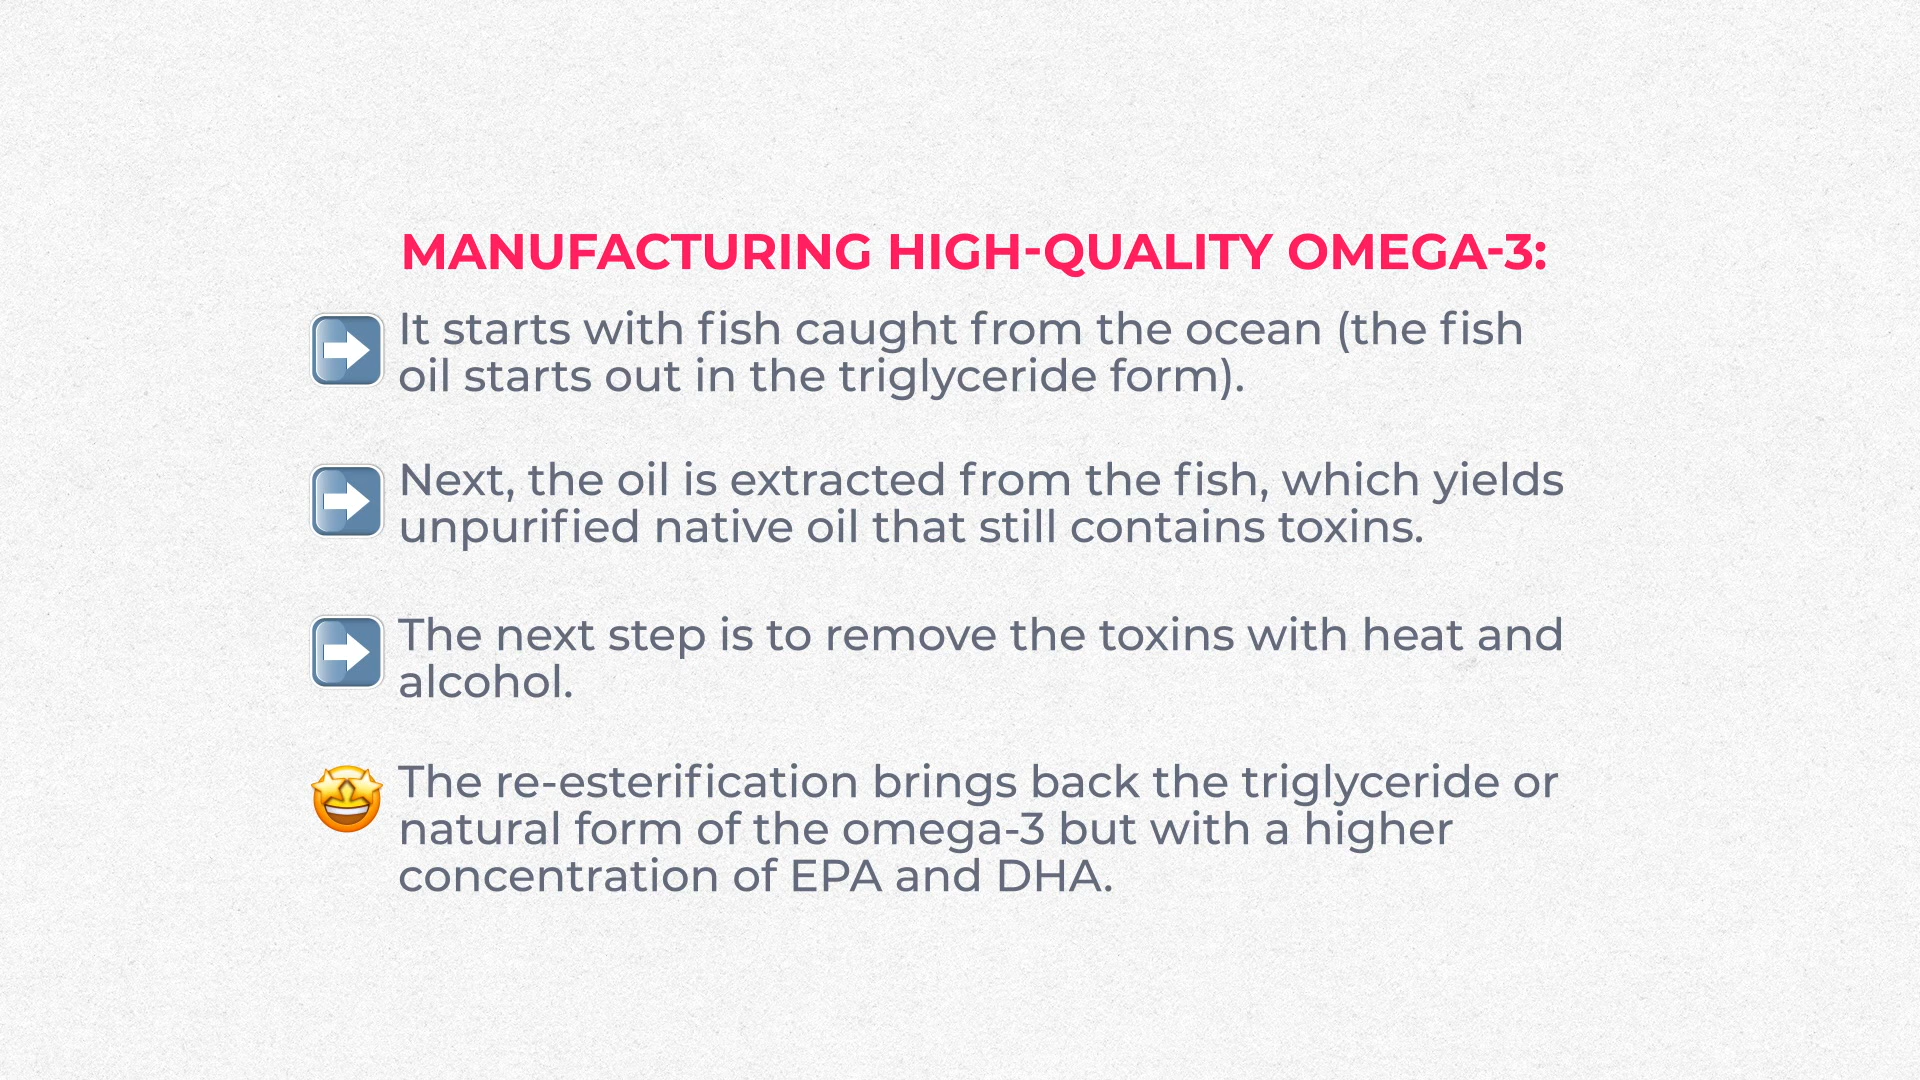 MANUFACTURING HIGH-QUALITY OMEGA-3:
It starts with fish caught from the ocean (the fish
oil starts out in the triglyceride form).
Next, the oil is extracted from the fish, which yields
unpurified native oil that still contains toxins.
The next step is to remove the toxins with heat and
alcohol.
The re-esterification brings back the triglyceride or
natural form of the omega-3 but with a higher
concentration of EPA and DHA.